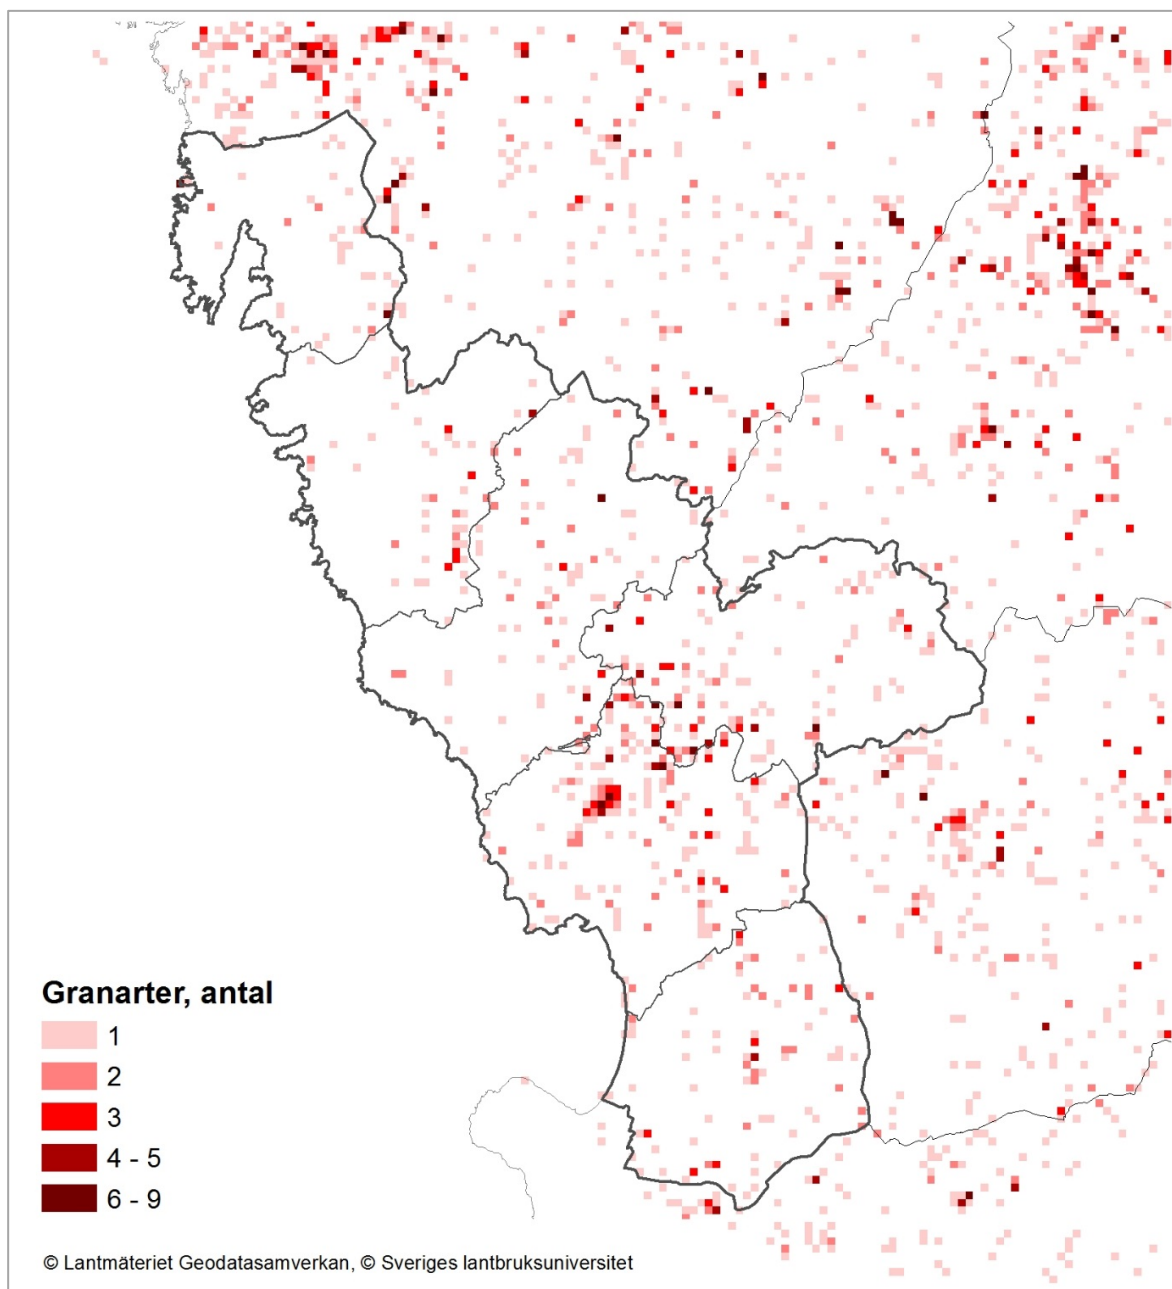 Granarter, antal
1
2
3
4 - 5
6 - 9
© Lantmäteriet Geodatasamverkan, © Sveriges lantbruksuniversitet